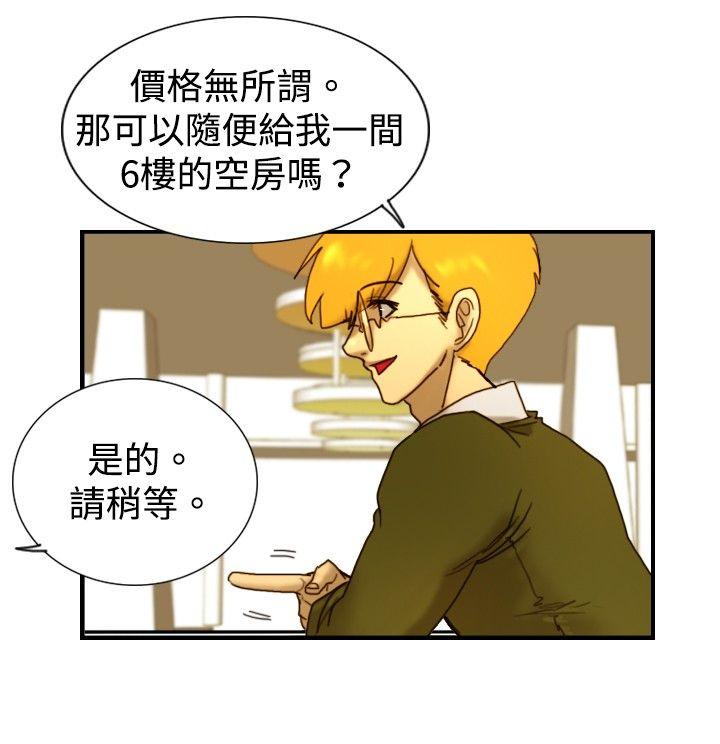 價格無所謂。
那可以隨便給我一間
6樓的空房嗎？
是的。
請稍等。